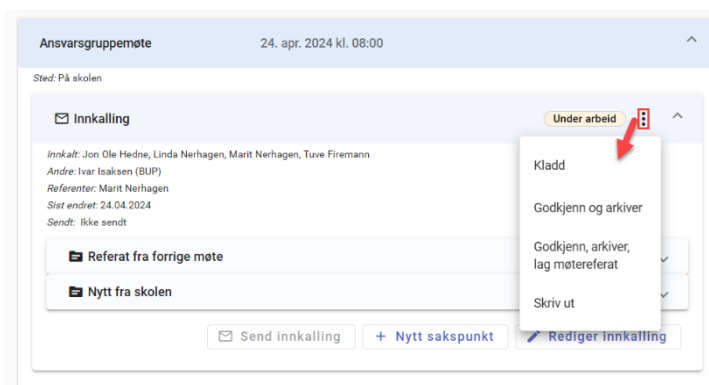 Ansvarsgruppemøte 24. apr. 2024 kl. 08:00
Sted: På skolen
Innkalling Under arbeid
Innkalt: Jon Ole Hedne, Linda Nerhagen, Marit Nerhagen, Tuve Firemann
Andre: Ivar Isaksen (BUP)
Referenter: Marit Nerhagen
Sist endret: 24.04.2024
Sendt: Ikke sendt
Kladd
Godkjenn og arkiver
Godkjenn, arkiver,
lag møtereferat
Skriv ut
Referat fra forrige møte
Nytt fra skolen
Send innkalling + Nytt sakspunkt Rediger innkalling